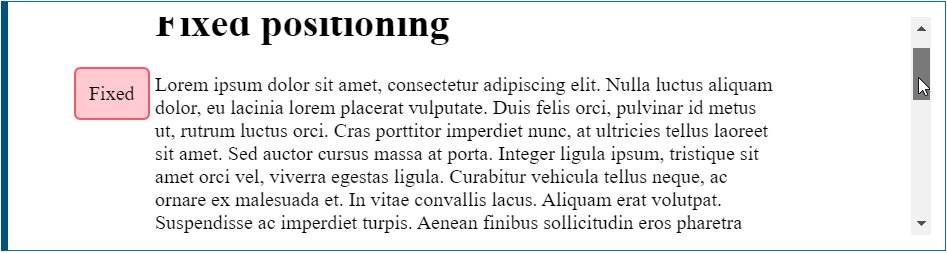 Fixed positioning
Fixed
Lorem ipsum dolor sit amet, consectetur adipiscing elit. Nulla luctus aliquam
dolor, eu lacinia lorem placerat vulputate. Duis felis orci, pulvinar id metus
ut, rutrum luctus orci. Cras porttitor imperdiet nunc, at ultricies tellus laoreet
sit amet. Sed auctor cursus massa at porta. Integer ligula ipsum, tristique sit
amet orci vel, viverra egestas ligula. Curabitur vehicula tellus neque, ac
ornare ex malesuada et. In vitae convallis lacus. Aliquam erat volutpat.
Suspendisse ac imperdiet turpis. Aenean finibus sollicitudin eros pharetra